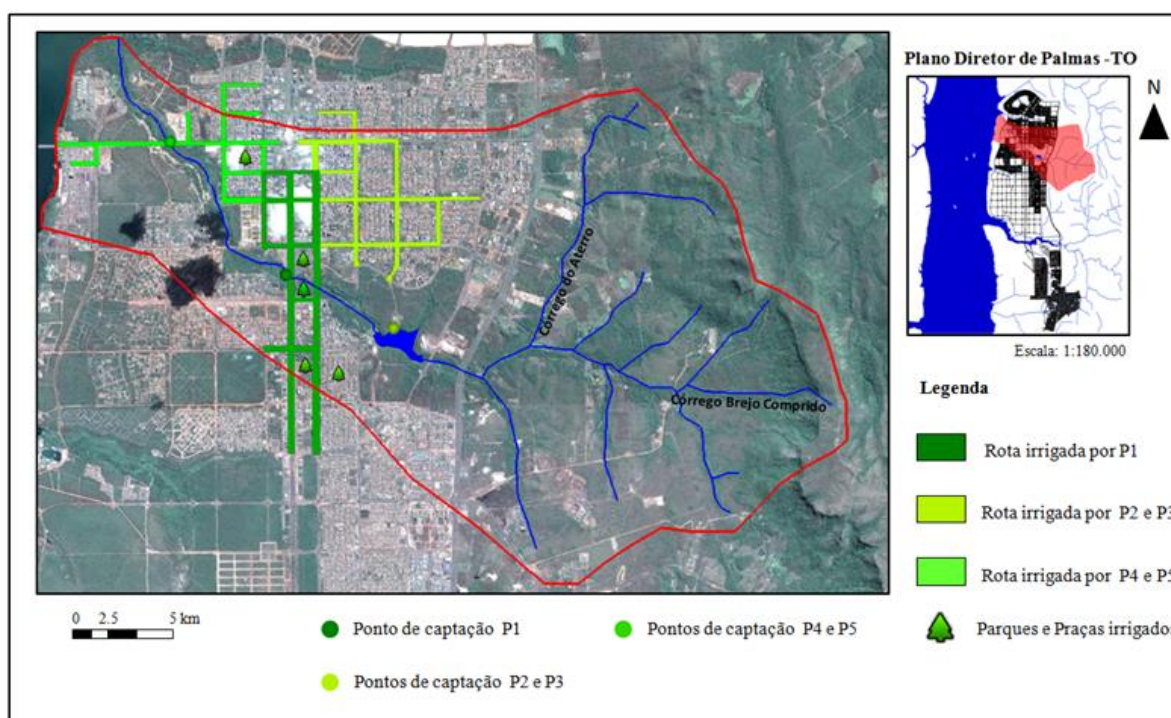 Plano Diretor de Palmas -TO
N
Escala: 1:180.000
Córrego do Aterro
Córrego Brejo Comprido
Legenda
Rota irrigada por P1
Rota irrigada por P2 e P3
Rota irrigada por P4 e P5
Parques e Praças irrigado
0 2.5 5 km
Ponto de captação P1
Pontos de captação P4 e P5
Pontos de captação P2 e P3